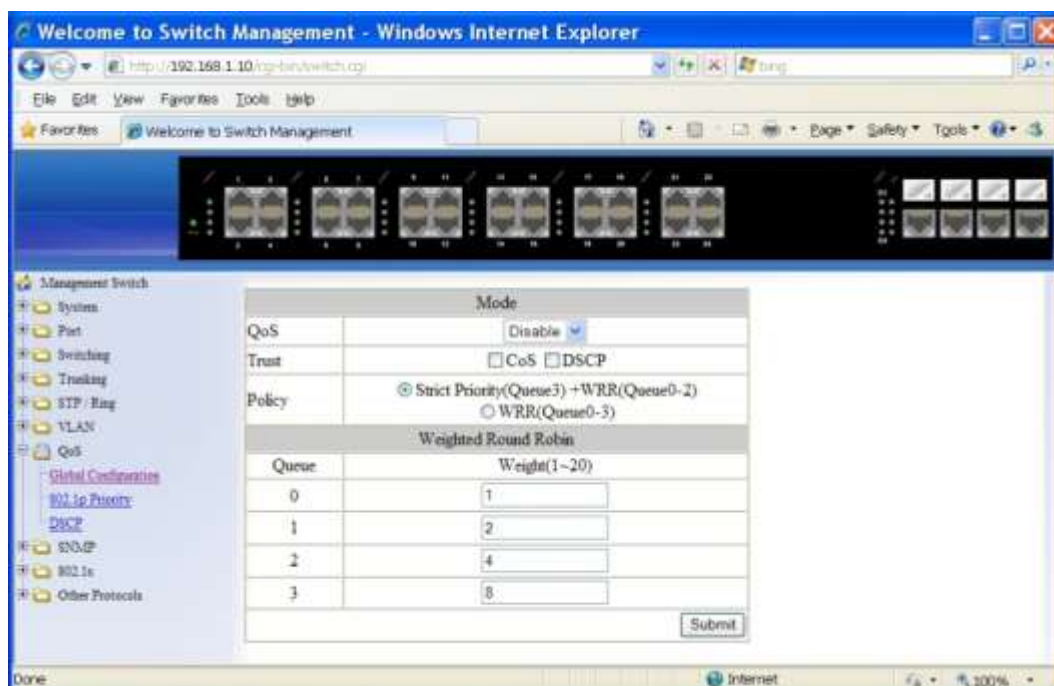 Welcome to Switch Management - Windows Internet Explorer
http://192.168.1.10/cgi-bin/switch.cgi
bing
File Edit View Favorites Tools Help
Favorites Welcome to Switch Management Page Safety Tools
Management Switch
System
Port
Switching
Trunking
STP / Ring
VLAN
QoS
Global Configuration
802.1p Priority
DSCP
SNMP
802.1x
Other Protocols
Mode
QoS Disable
Trust CoS DSCP
Policy Strict Priority(Queue3) +WRR(Queue0-2)
WRR(Queue0-3)
Weighted Round Robin
Queue Weight(1~20)
0 1
1 2
2 4
3 8
Submit
Done Internet 100%